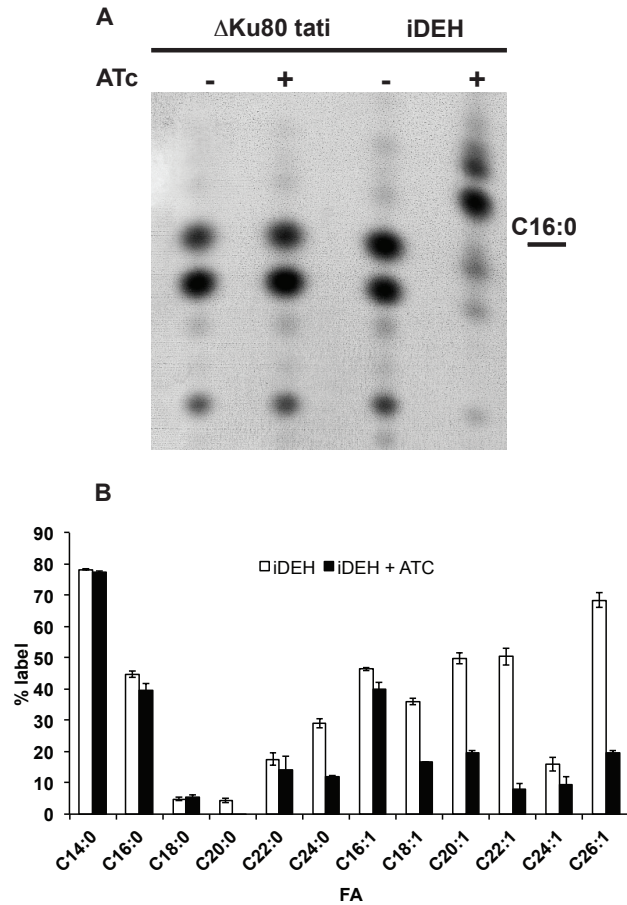 A
ΔKu80 tati iDEH
ATc - + - +
C16:0
B
90
80
70
60
50
40
30
20
10
0
% label
iDEH iDEH + ATC
C14:0 C16:0 C18:0 C20:0 C22:0 C24:0 C16:1 C18:1 C20:1 C22:1 C24:1 C26:1
FA